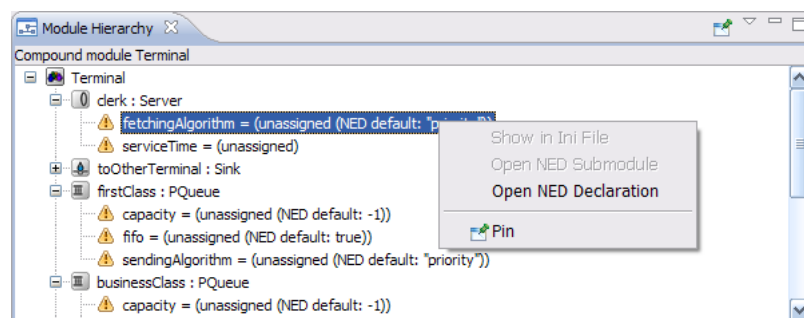 Module Hierarchy
Compound module Terminal
Terminal
clerk : Server
fetchingAlgorithm = (unassigned (NED default: "priority"))
serviceTime = (unassigned)
toOtherTerminal : Sink
firstClass : PQueue
capacity = (unassigned (NED default: -1))
fifo = (unassigned (NED default: true))
sendingAlgorithm = (unassigned (NED default: "priority"))
businessClass : PQueue
capacity = (unassigned (NED default: -1))
Show in Ini File
Open NED Submodule
Open NED Declaration
Pin